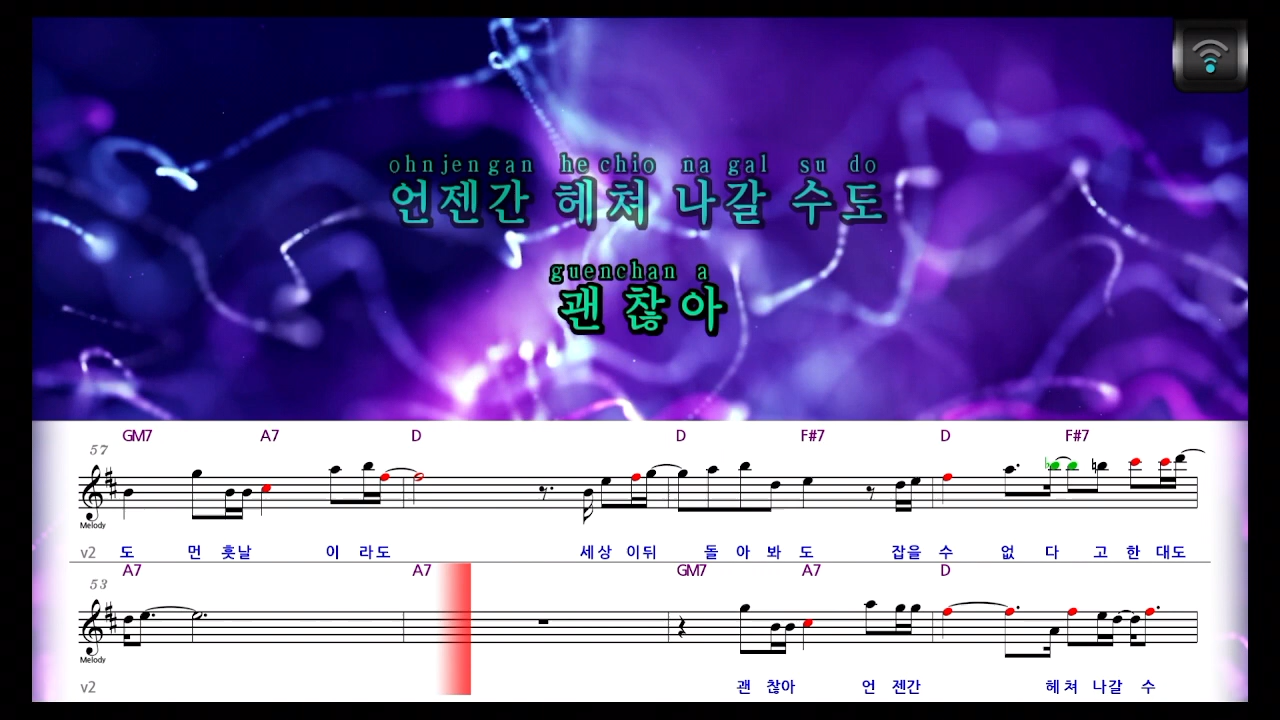 ohnjengan he chio na gal su do
언젠간 헤쳐 나갈 수도
guenchan a
괜 찮아
GM7 A7 D D F#7 D F#7
57
Melody
v2 도 먼 훗날 이 라도 세상 이뒤 돌 아 봐 도 잡을 수 없 다 고 한 대도
A7 A7 GM7 A7 D
53
Melody
v2 괜 찮아 언 젠간 헤쳐 나갈 수